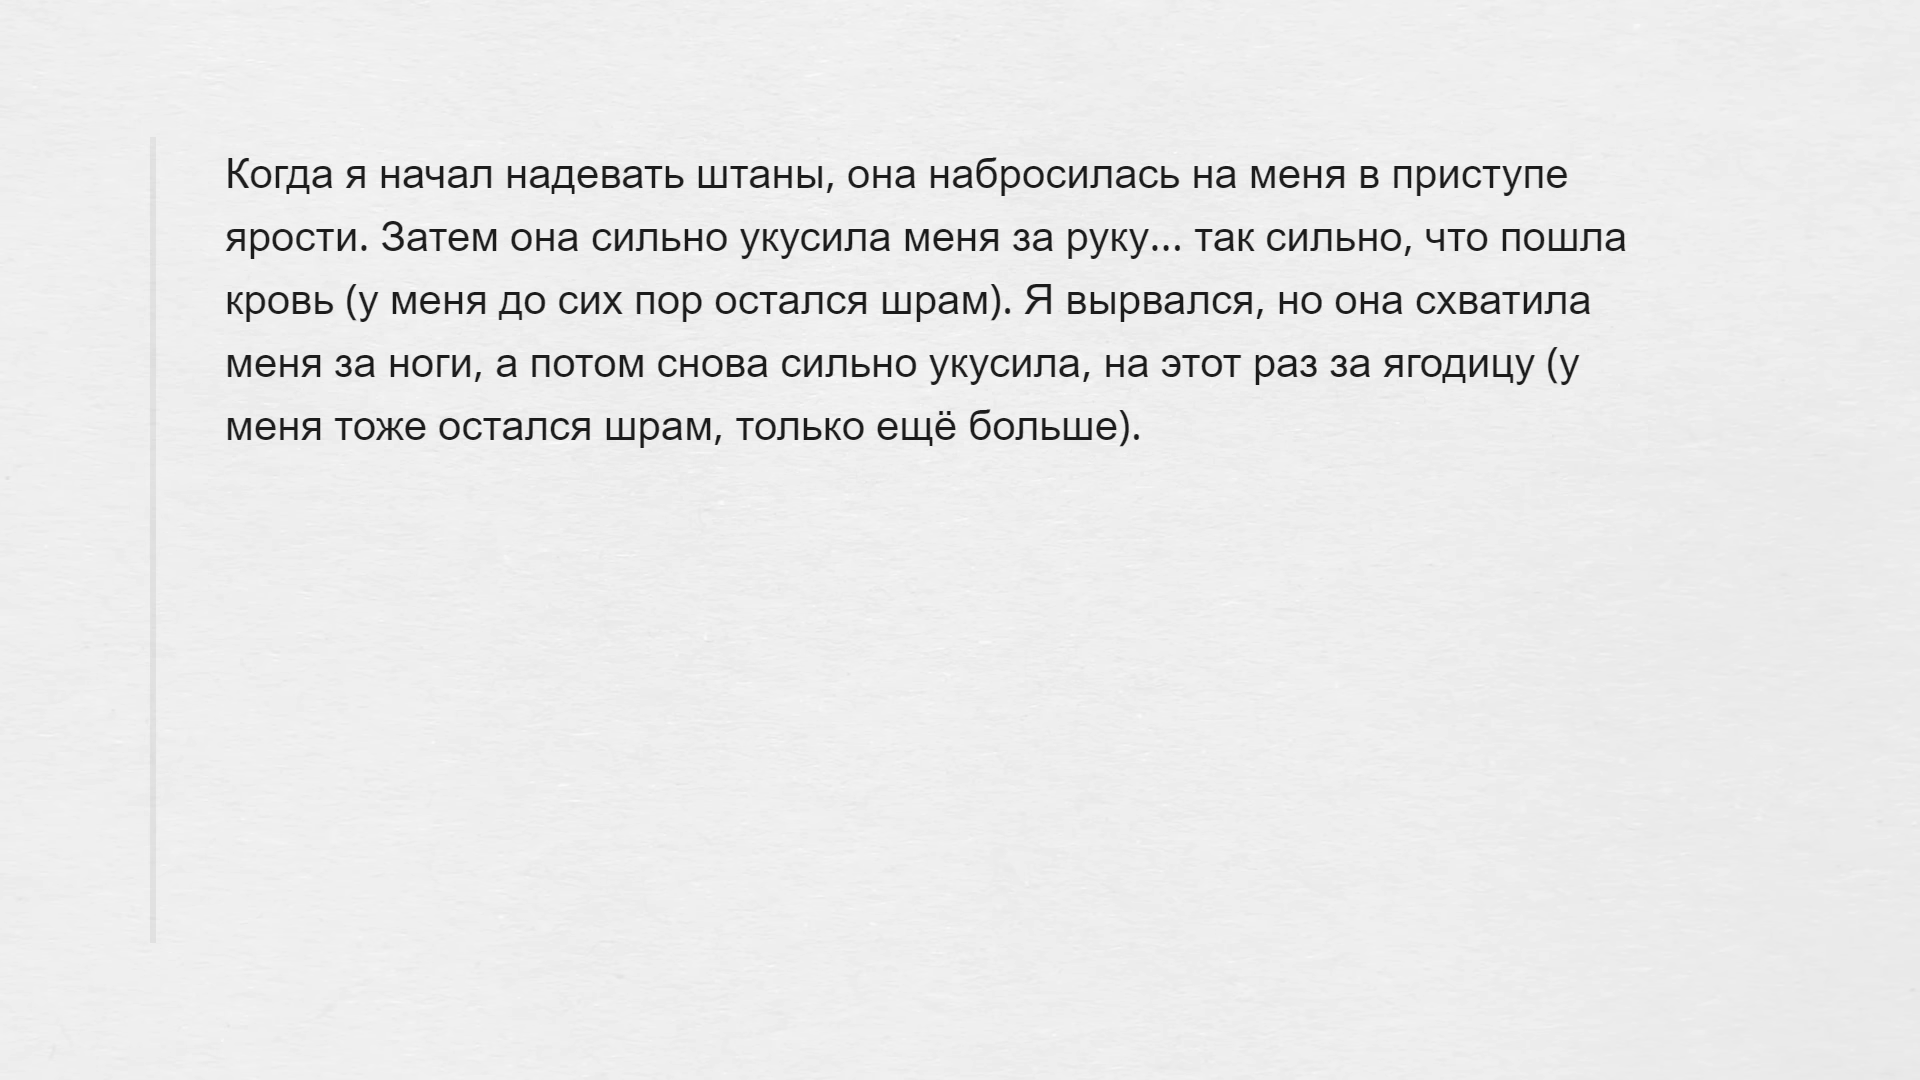 Когда я начал надевать штаны, она набросилась на меня в приступе
ярости. Затем она сильно укусила меня за руку... так сильно, что пошла
кровь (у меня до сих пор остался шрам). Я вырвался, но она схватила
меня за ноги, а потом снова сильно укусила, на этот раз за ягодицу (у
меня тоже остался шрам, только ещё больше).